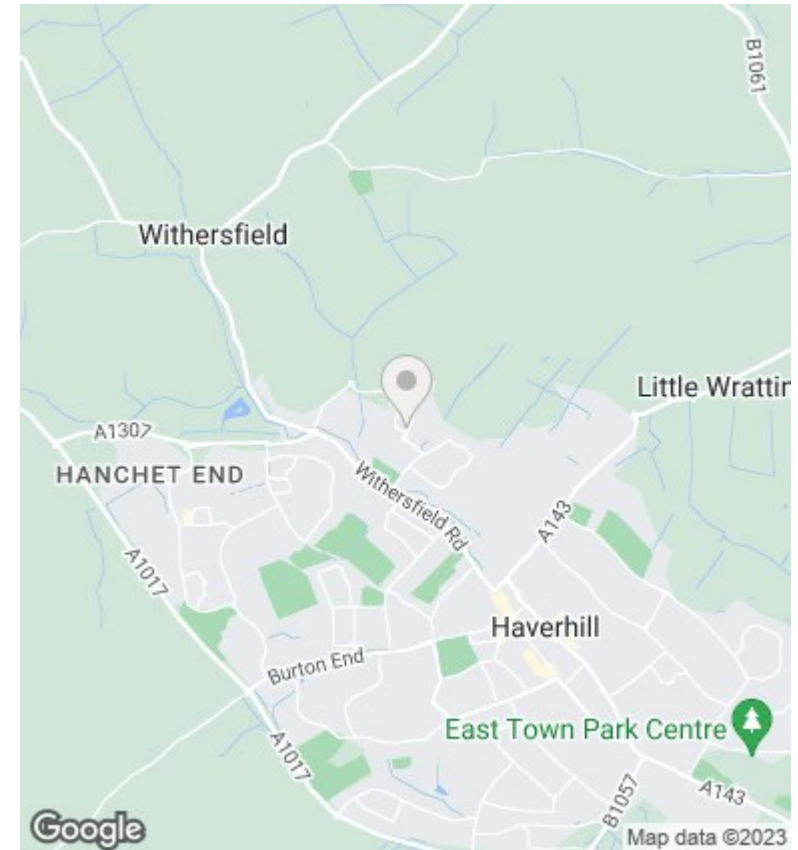 B1061
Withersfield
Little Wrattin
A1307
HANCHET END
Withersfield Rd
A143
A1017
Haverhill
Burton End
East Town Park Centre
A1017
A143
B1057
Google
Map data ©2023